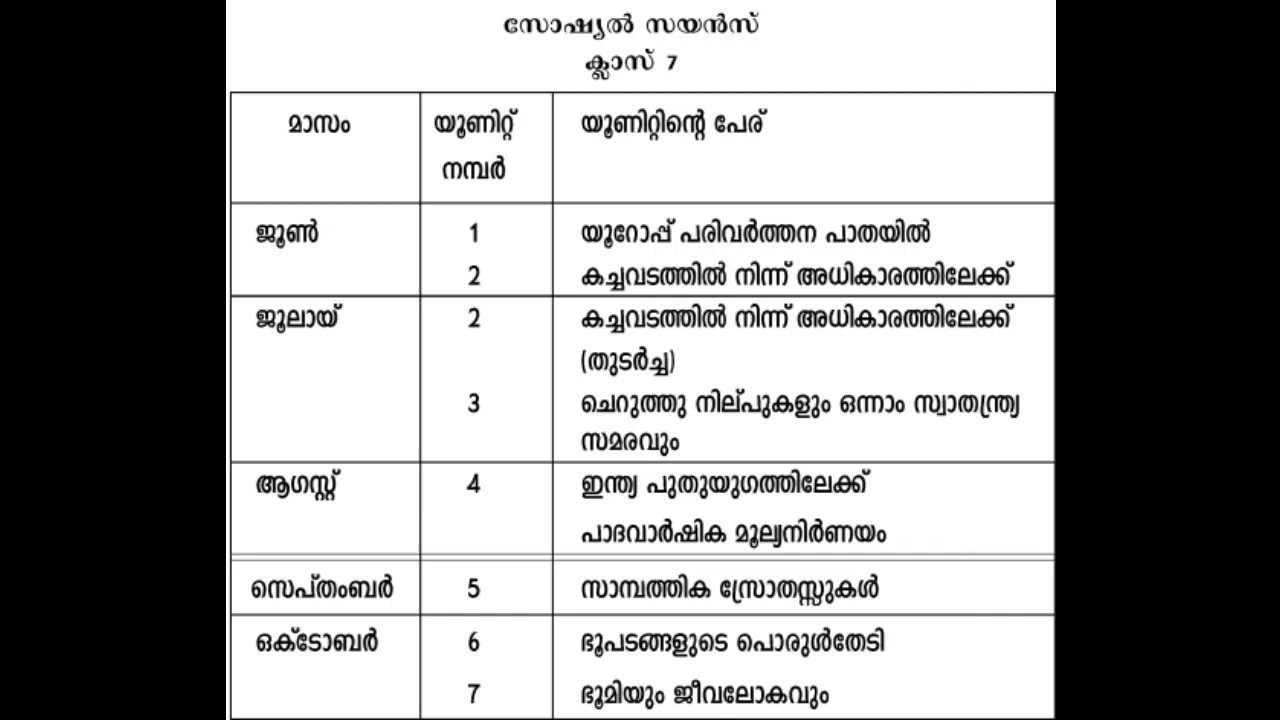 സോഷ്യൽ സയൻസ്
ക്ലാസ് 7
മാസം യൂണിറ്റ് നമ്പർ യൂണിറ്റിന്റെ പേര്
ജൂൺ 1 യൂറോപ്പ് പരിവർത്തന പാതയിൽ
2 കച്ചവടത്തിൽ നിന്ന് അധികാരത്തിലേക്ക്
ജൂലായ് 2 കച്ചവടത്തിൽ നിന്ന് അധികാരത്തിലേക്ക്
(തുടർച്ച)
3 ചെറുത്തു നില്പുകളും ഒന്നാം സ്വാതന്ത്ര്യ
സമരവും
ആഗസ്റ്റ് 4 ഇന്ത്യ പുതുയുഗത്തിലേക്ക്
പാദവാർഷിക മൂല്യനിർണയം
സെപ്തംബർ 5 സാമ്പത്തിക സ്രോതസ്സുകൾ
ഒക്ടോബർ 6 ഭൂപടങ്ങളുടെ പൊരുൾതേടി
7 ഭൂമിയും ജീവലോകവും